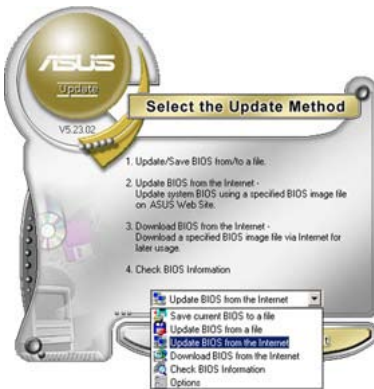 ASUS
Update
V5.23.02
Select the Update Method
1. Update/Save BIOS from/to a file.
2. Update BIOS from the Internet -
Update system BIOS using a specified BIOS image file
on ASUS Web Site.
3. Download BIOS from the Internet -
Download a specified BIOS image file via Internet for
later usage.
4. Check BIOS Information
Update BIOS from the Internet
Save current BIOS to a file
Update BIOS from a file
Update BIOS from the Internet
Download BIOS from the Internet
Check BIOS Information
Options